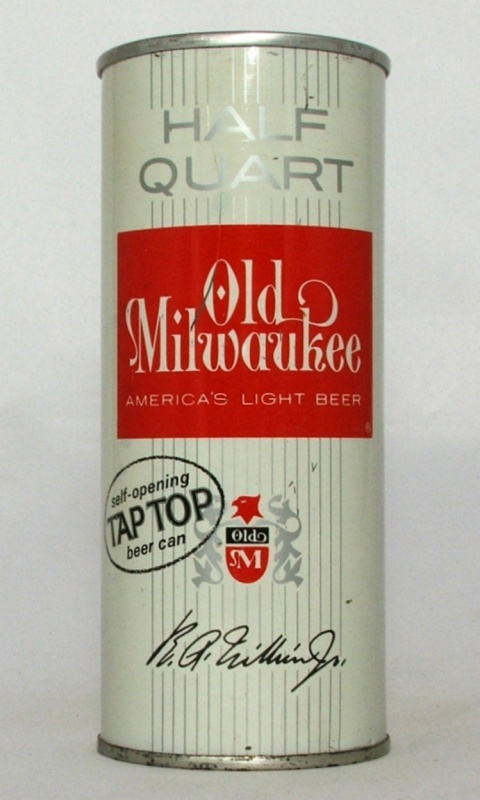 HALF
QUART
Old
Milwaukee
AMERICA'S LIGHT BEER
®
self-opening
TAP TOP
beer can
Old
M